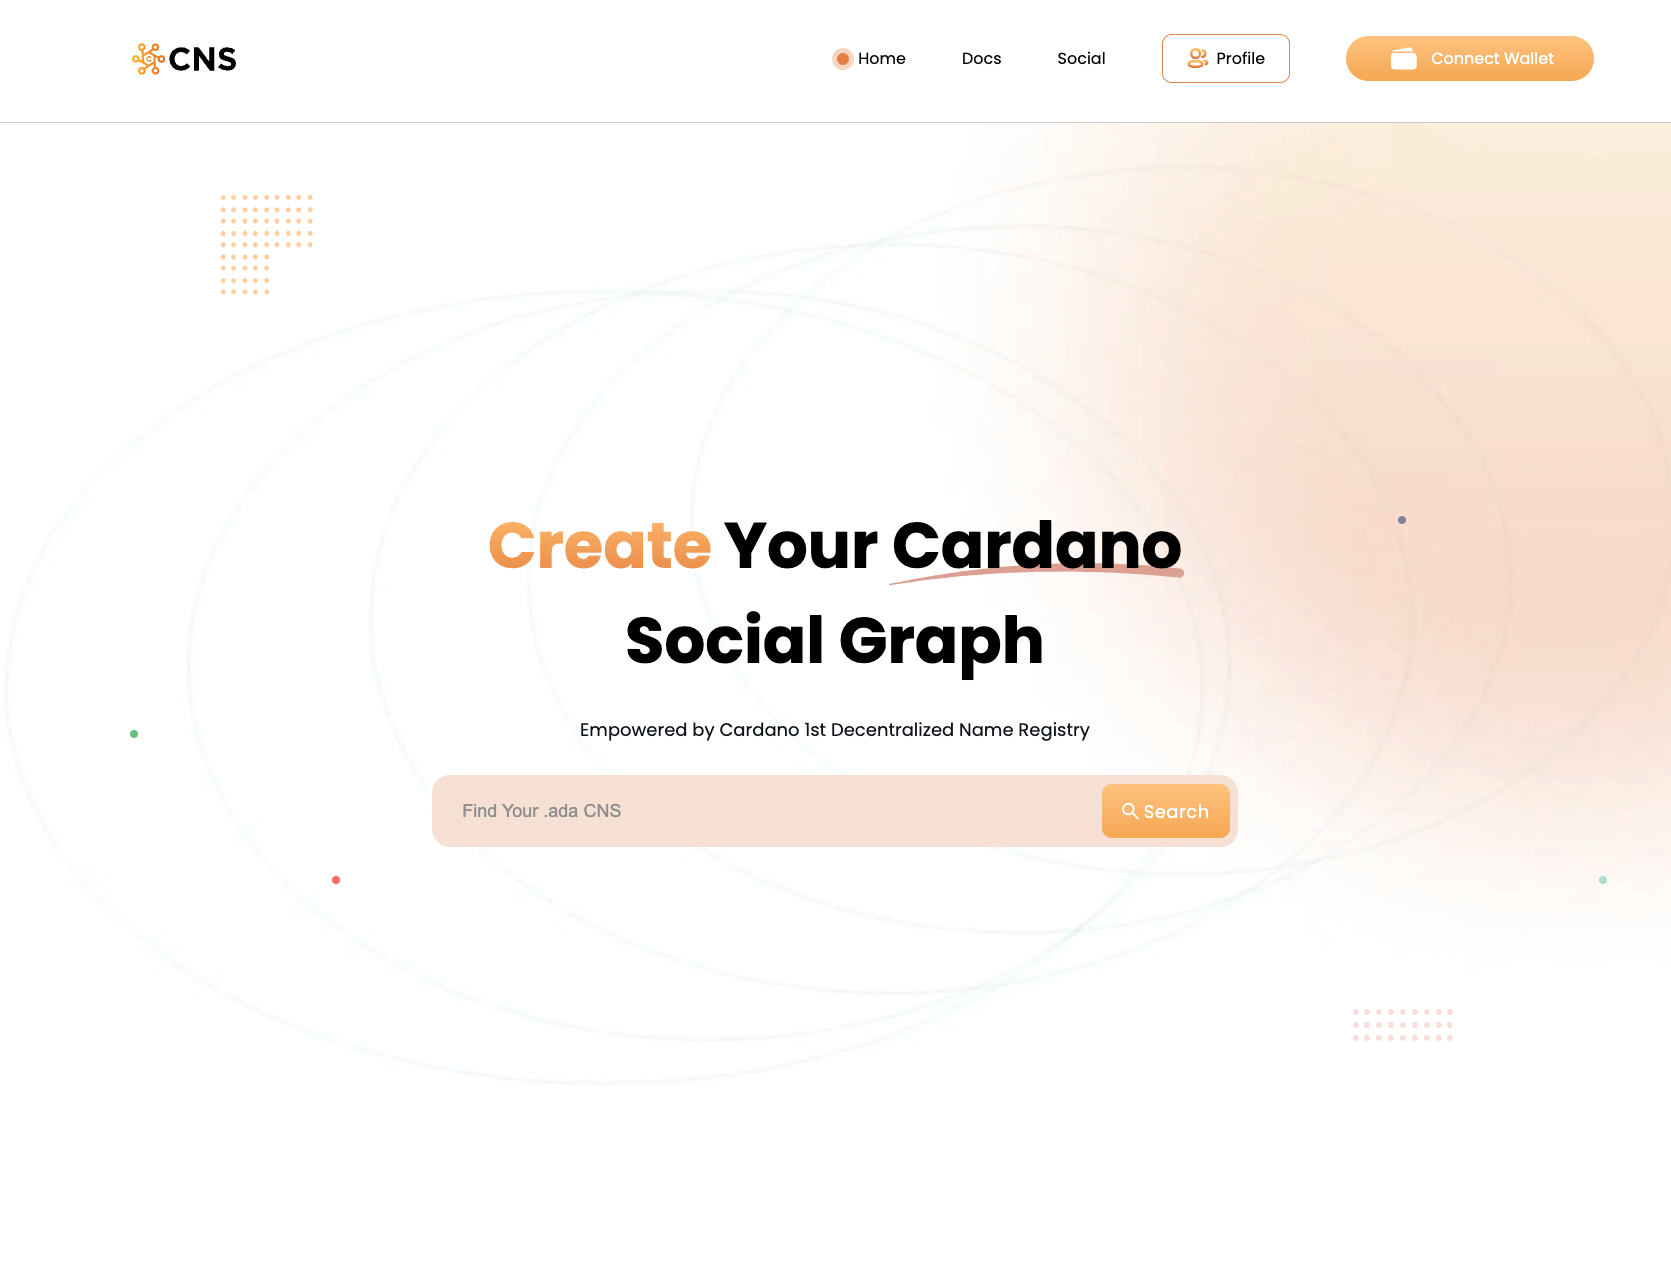 CNS
Home
Docs
Social
Profile
Connect Wallet
Create Your Cardano
Social Graph
Empowered by Cardano 1st Decentralized Name Registry
Find Your .ada CNS
Search